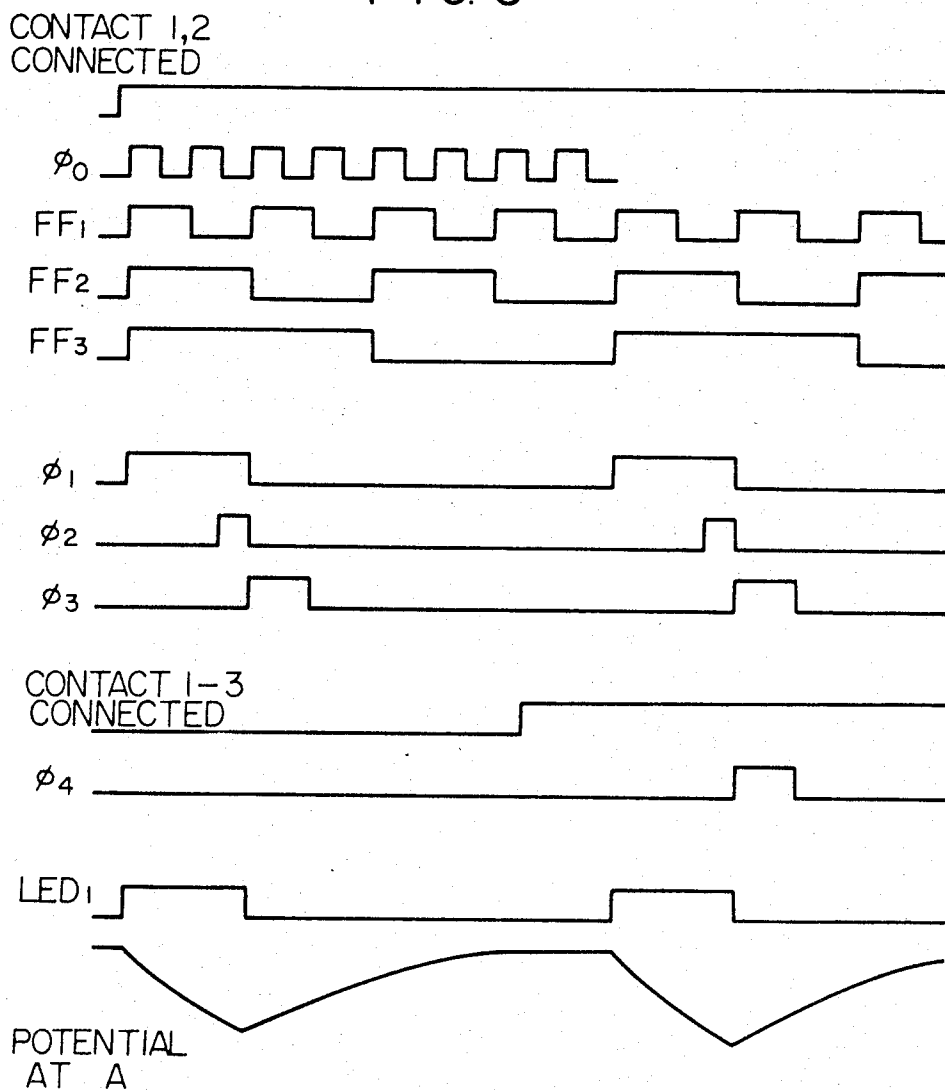 CONTACT 1,2
CONNECTED
φ0
FF1
FF2
FF3
φ1
φ2
φ3
CONTACT 1-3
CONNECTED
φ4
LED1
POTENTIAL
AT A